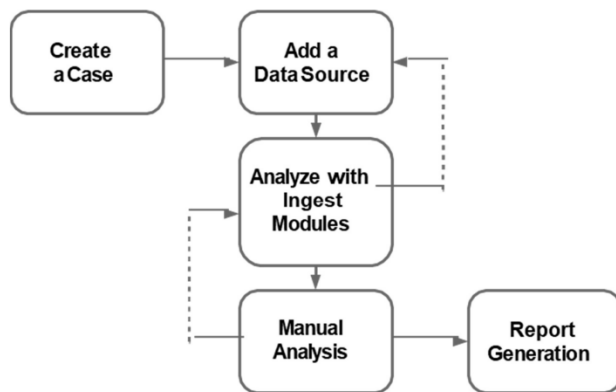 Create
a Case
Add a
Data Source
Analyze with
Ingest
Modules
Manual
Analysis
Report
Generation